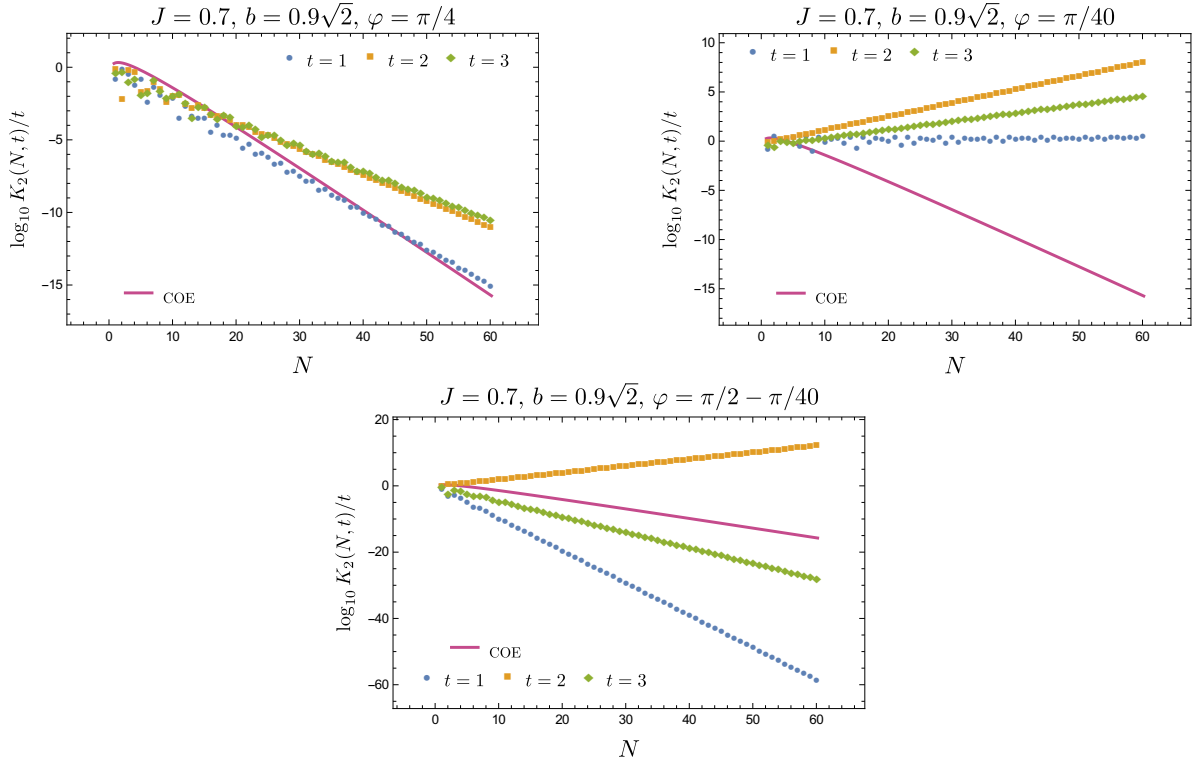 J = 0.7, b = 0.9√2, φ = π/4
log₁₀ K₂(N, t)/t
t = 1 t = 2 t = 3
0
−5
−10
−15
COE
0 10 20 30 40 50 60
N
J = 0.7, b = 0.9√2, φ = π/40
log₁₀ K₂(N, t)/t
t = 1 t = 2 t = 3
10
5
0
−5
−10
−15
COE
0 10 20 30 40 50 60
N
J = 0.7, b = 0.9√2, φ = π/2 − π/40
log₁₀ K₂(N, t)/t
20
0
−20
−40
−60
COE
t = 1 t = 2 t = 3
0 10 20 30 40 50 60
N